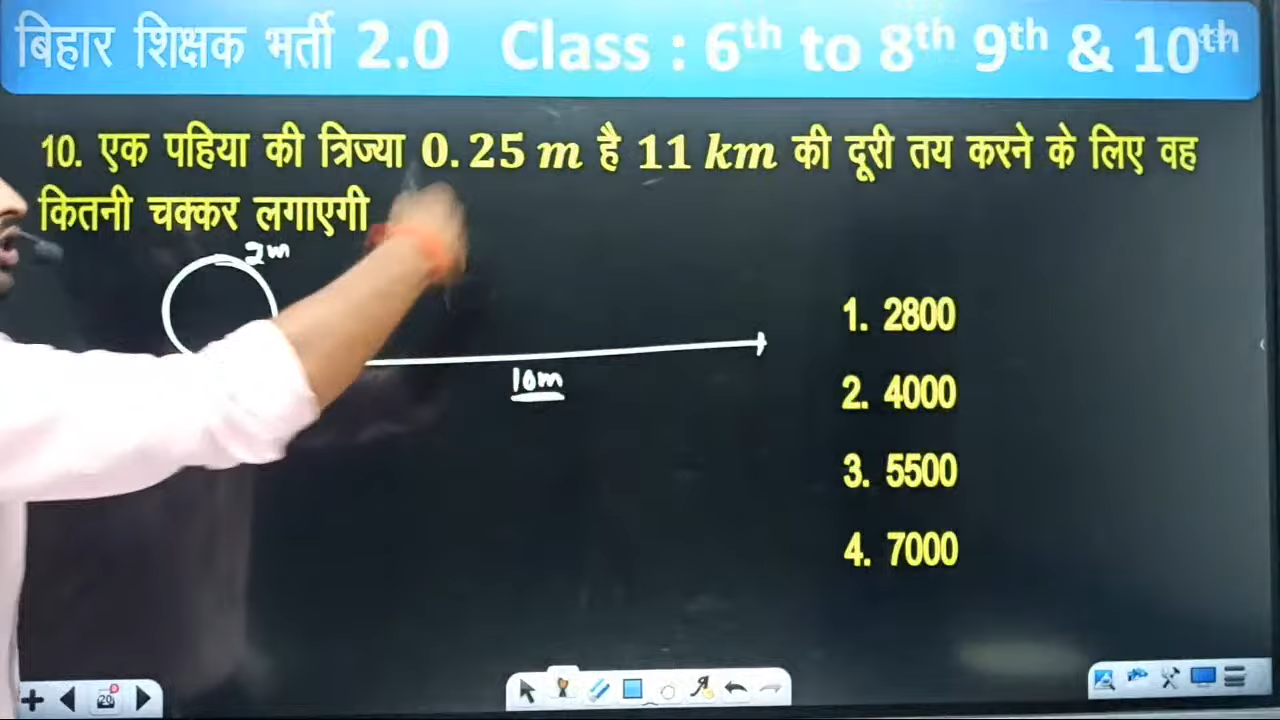 बिहार शिक्षक भर्ती 2.0 Class : 6th to 8th 9th & 10th
10. एक पहिया की त्रिज्या 0.25 m है 11 km की दूरी तय करने के लिए वह
कितनी चक्कर लगाएगी
2m
10m
1. 2800
2. 4000
3. 5500
4. 7000
20